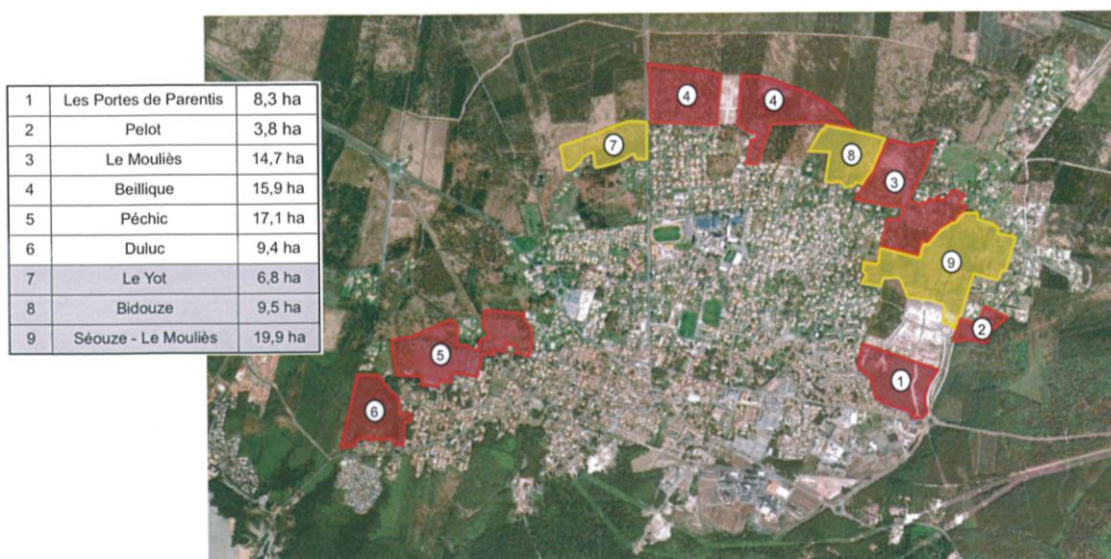 1 Les Portes de Parentis 8,3 ha
2 Pelot 3,8 ha
3 Le Mouliès 14,7 ha
4 Beillique 15,9 ha
5 Péchic 17,1 ha
6 Duluc 9,4 ha
7 Le Yot 6,8 ha
8 Bidouze 9,5 ha
9 Séouze - Le Mouliès 19,9 ha
4
4
7
8
3
9
2
5
1
6